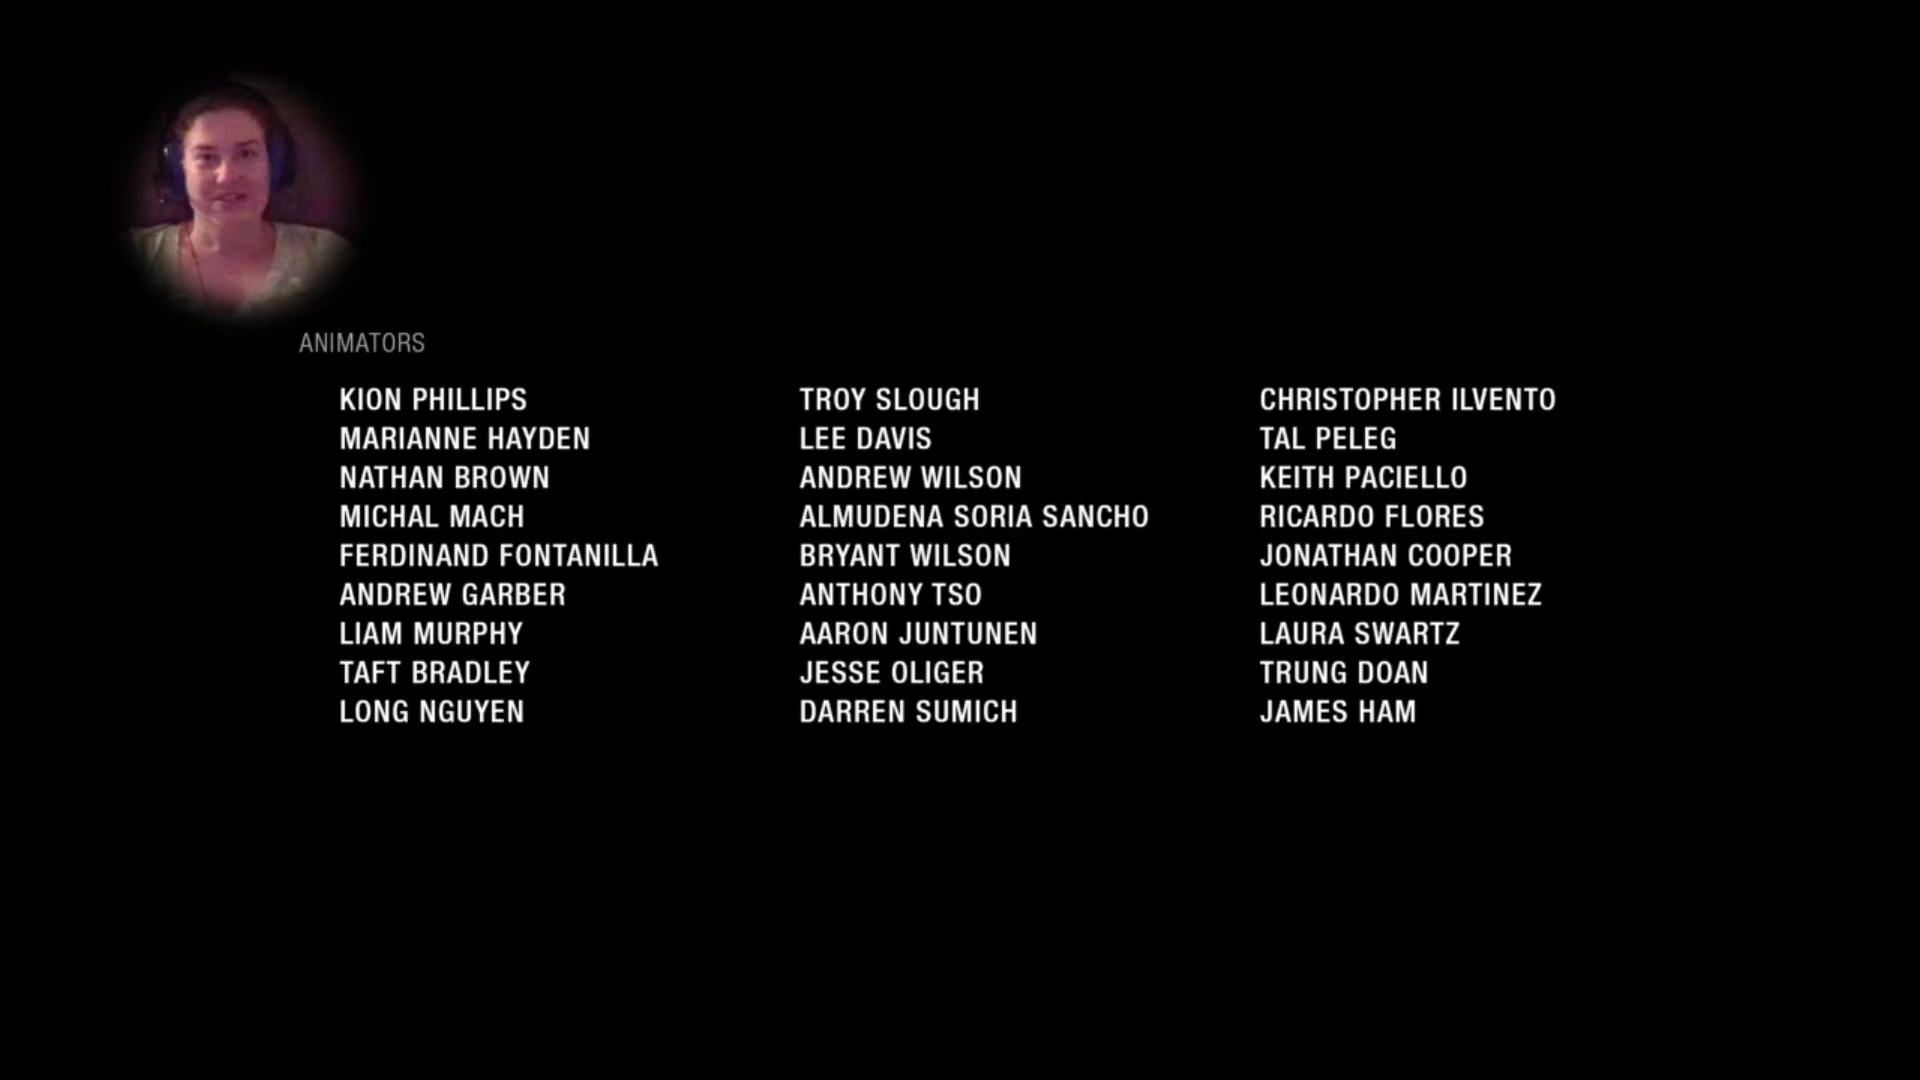 ANIMATORS
KION PHILLIPS
MARIANNE HAYDEN
NATHAN BROWN
MICHAL MACH
FERDINAND FONTANILLA
ANDREW GARBER
LIAM MURPHY
TAFT BRADLEY
LONG NGUYEN
TROY SLOUGH
LEE DAVIS
ANDREW WILSON
ALMUDENA SORIA SANCHO
BRYANT WILSON
ANTHONY TSO
AARON JUNTUNEN
JESSE OLIGER
DARREN SUMICH
CHRISTOPHER ILVENTO
TAL PELEG
KEITH PACIELLO
RICARDO FLORES
JONATHAN COOPER
LEONARDO MARTINEZ
LAURA SWARTZ
TRUNG DOAN
JAMES HAM